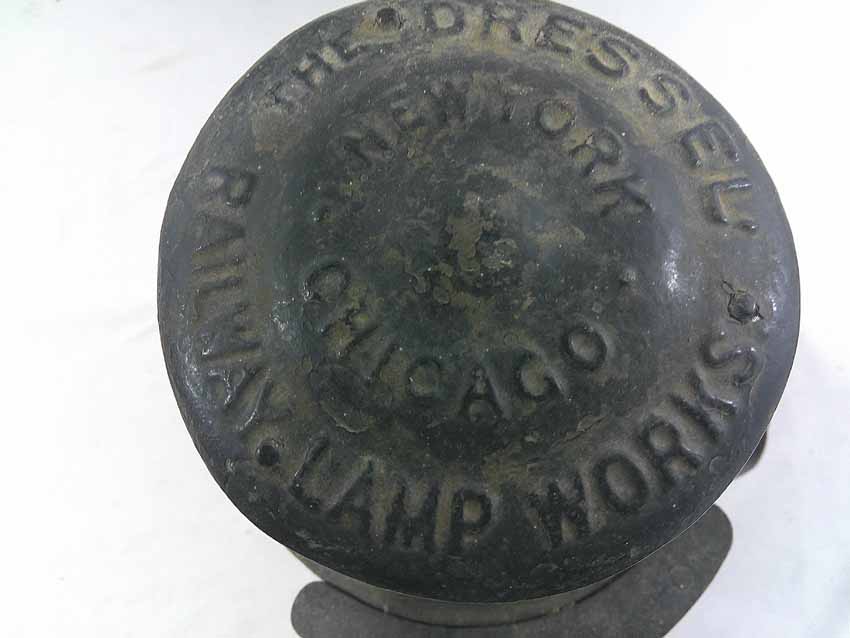 THE DRESSEL
RAILWAY LAMP WORKS
NEW YORK
CHICAGO